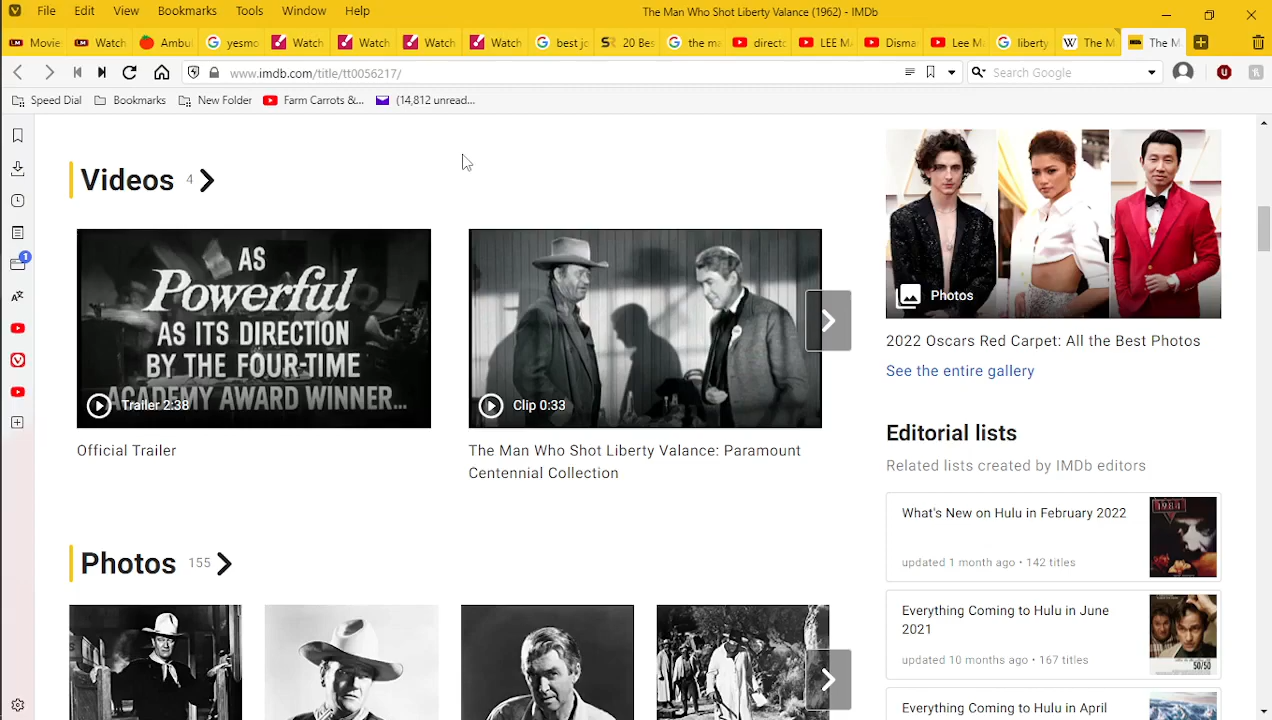 File Edit View Bookmarks Tools Window Help
The Man Who Shot Liberty Valance (1962) - IMDb
Movie Watch Ambul yesmo Watch Watch Watch Watch best jo 20 Bes the ma directo LEE MA Dismar Lee Ma liberty The M The M
www.imdb.com/title/tt0056217/
Search Google
Speed Dial Bookmarks New Folder Farm Carrots &... (14,812 unread...
1
Videos 4
AS
Powerful
AS ITS DIRECTION
BY THE FOUR-TIME
ACADEMY AWARD WINNER...
Trailer 2:38
Official Trailer
Clip 0:33
The Man Who Shot Liberty Valance: Paramount
Centennial Collection
Photos 155
Photos
2022 Oscars Red Carpet: All the Best Photos
See the entire gallery
Editorial lists
Related lists created by IMDb editors
What's New on Hulu in February 2022
updated 1 month ago • 142 titles
Everything Coming to Hulu in June
2021
updated 10 months ago • 167 titles
50/50
Everything Coming to Hulu in April